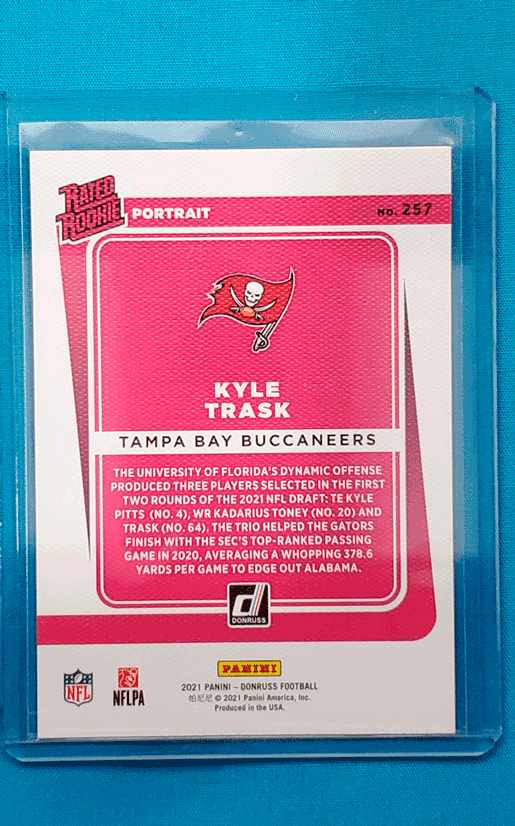 RATED
ROOKIE
PORTRAIT
NO. 257
KYLE
TRASK
TAMPA BAY BUCCANEERS
THE UNIVERSITY OF FLORIDA'S DYNAMIC OFFENSE
PRODUCED THREE PLAYERS SELECTED IN THE FIRST
TWO ROUNDS OF THE 2021 NFL DRAFT: TE KYLE
PITTS (NO. 4), WR KADARIUS TONEY (NO. 20) AND
TRASK (NO. 64). THE TRIO HELPED THE GATORS
FINISH WITH THE SEC'S TOP-RANKED PASSING
GAME IN 2020, AVERAGING A WHOPPING 378.6
YARDS PER GAME TO EDGE OUT ALABAMA.
d
DONRUSS
PANINI
NFL
NFLPA
2021 PANINI – DONRUSS FOOTBALL
帕尼尼 © 2021 Panini America, Inc.
Produced in the USA.